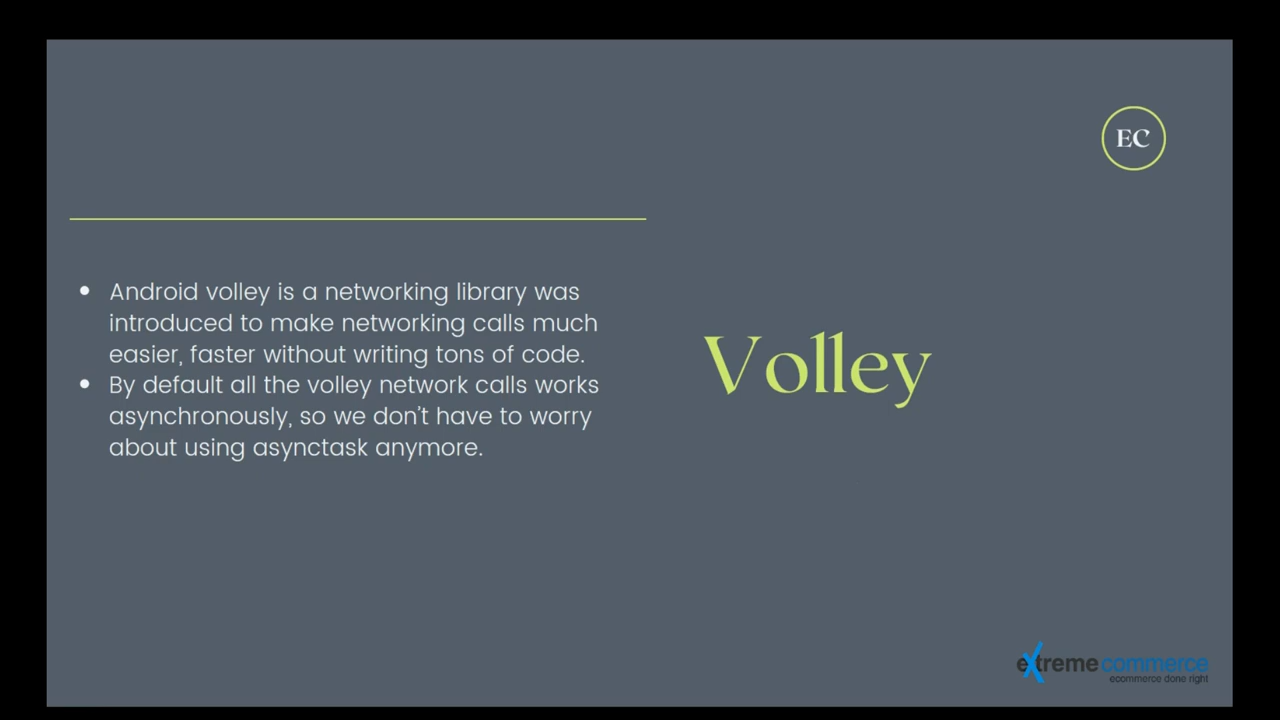 EC
• Android volley is a networking library was
introduced to make networking calls much
easier, faster without writing tons of code.
• By default all the volley network calls works
asynchronously, so we don't have to worry
about using asynctask anymore.
Volley
extreme commerce
ecommerce done right